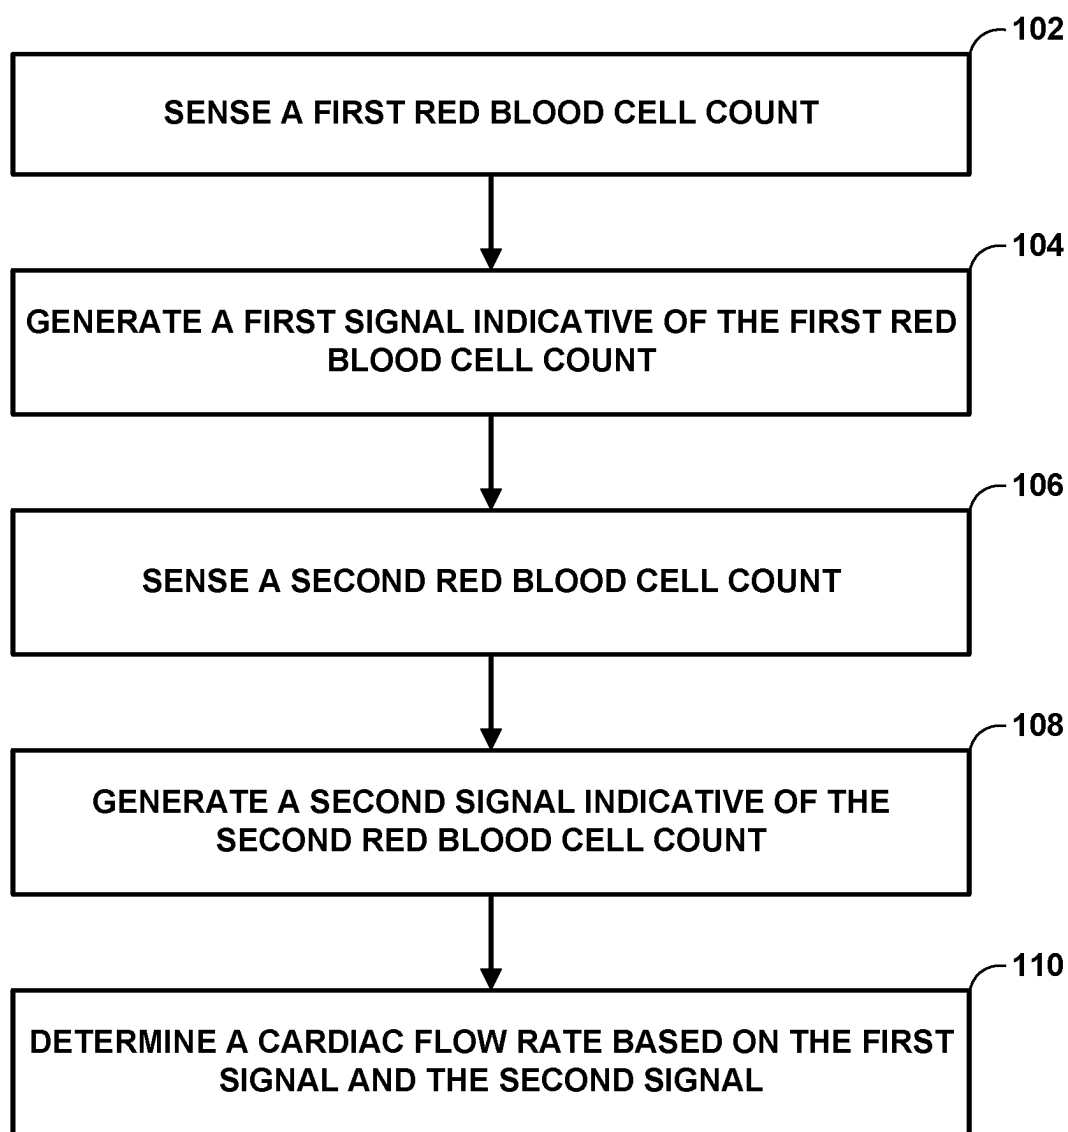 102
SENSE A FIRST RED BLOOD CELL COUNT
104
GENERATE A FIRST SIGNAL INDICATIVE OF THE FIRST RED
BLOOD CELL COUNT
106
SENSE A SECOND RED BLOOD CELL COUNT
108
GENERATE A SECOND SIGNAL INDICATIVE OF THE
SECOND RED BLOOD CELL COUNT
110
DETERMINE A CARDIAC FLOW RATE BASED ON THE FIRST
SIGNAL AND THE SECOND SIGNAL